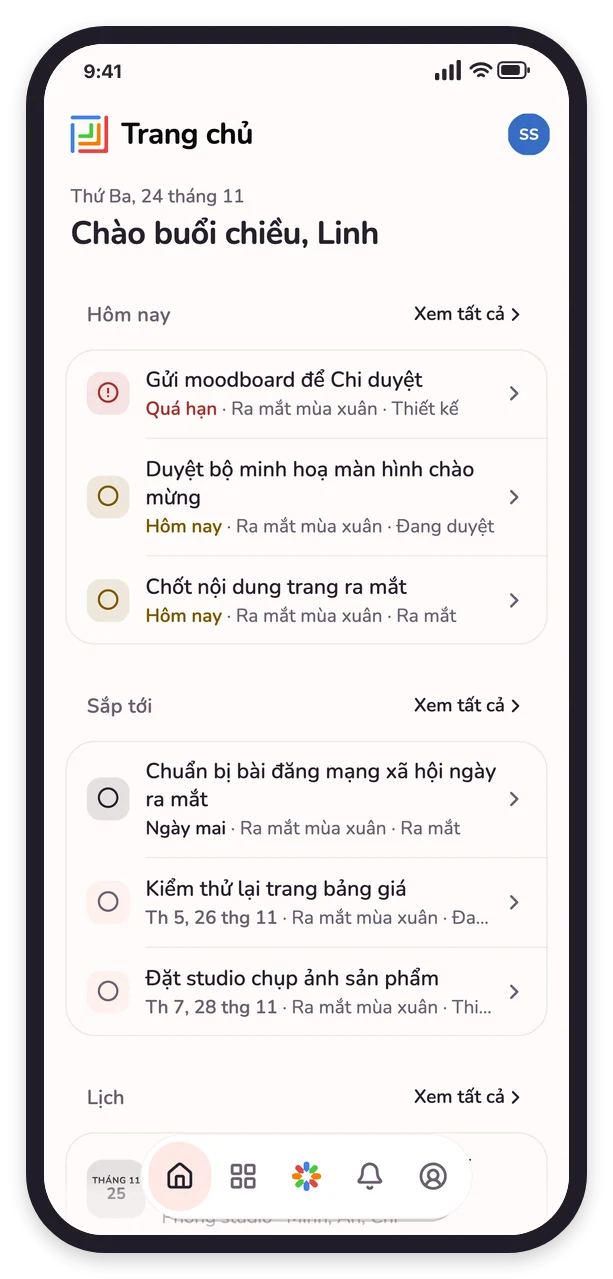 9:41
Trang chủ
SS
Thứ Ba, 24 tháng 11
Chào buổi chiều, Linh
Hôm nay
Xem tất cả
Gửi moodboard để Chi duyệt
Quá hạn · Ra mắt mùa xuân · Thiết kế
Duyệt bộ minh hoạ màn hình chào
mừng
Hôm nay · Ra mắt mùa xuân · Đang duyệt
Chốt nội dung trang ra mắt
Hôm nay · Ra mắt mùa xuân · Ra mắt
Sắp tới
Xem tất cả
Chuẩn bị bài đăng mạng xã hội ngày
ra mắt
Ngày mai · Ra mắt mùa xuân · Ra mắt
Kiểm thử lại trang bảng giá
Th 5, 26 thg 11 · Ra mắt mùa xuân · Đa...
Đặt studio chụp ảnh sản phẩm
Th 7, 28 thg 11 · Ra mắt mùa xuân · Thi...
Lịch
Xem tất cả
THÁNG 11
25
Phòng studio · Minh, An, Chi